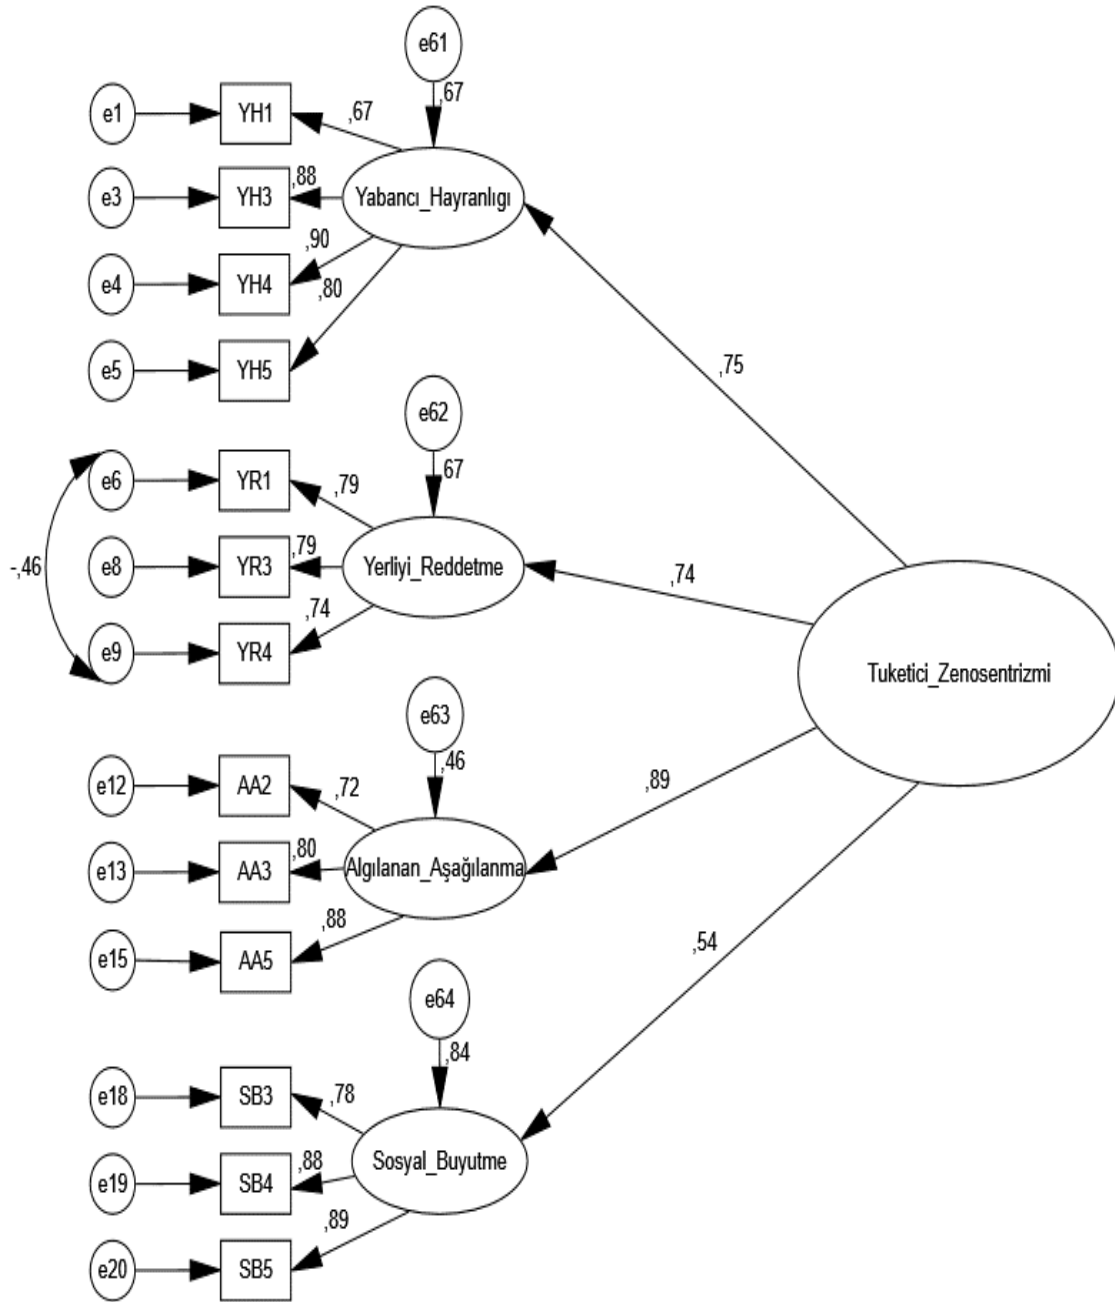 e61
,67
e1
YH1
,67
e3
YH3
,88
Yabancı_Hayranlıgı
e4
YH4
,90
e5
YH5
,80
,75
e62
,67
e6
YR1
,79
-,46
e8
YR3
,79
Yerliyi_Reddetme
,74
e9
YR4
,74
Tuketici_Zenosentrizmi
e63
,46
e12
AA2
,72
,89
e13
AA3
,80
Algılanan_Aşağılanma
e15
AA5
,88
,54
e64
,84
e18
SB3
,78
e19
SB4
,88
Sosyal_Buyutme
e20
SB5
,89